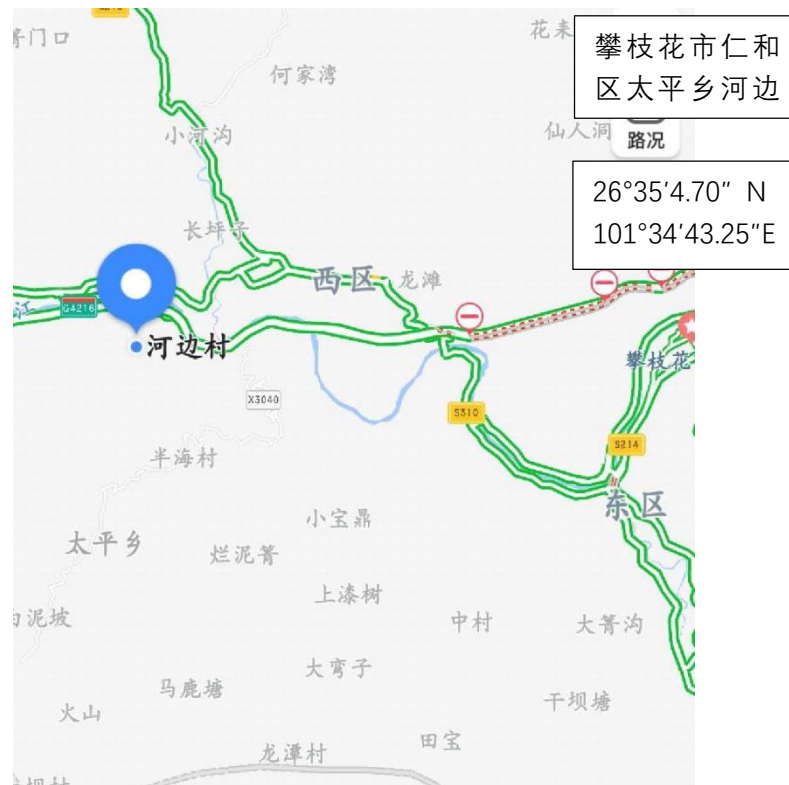 箐门口
花耒
攀枝花市仁和
区太平乡河边
何家湾
小河沟
仙人洞
路况
26°35′4.70″ N
101°34′43.25″E
长坪子
西区
龙滩
江
G4216
河边村
攀枝花
X3040
S310
S214
半海村
东区
小宝鼎
太平乡
烂泥箐
上漆树
白泥坡
中村
大箐沟
大弯子
马鹿塘
干坝塘
火山
田宝
龙潭村